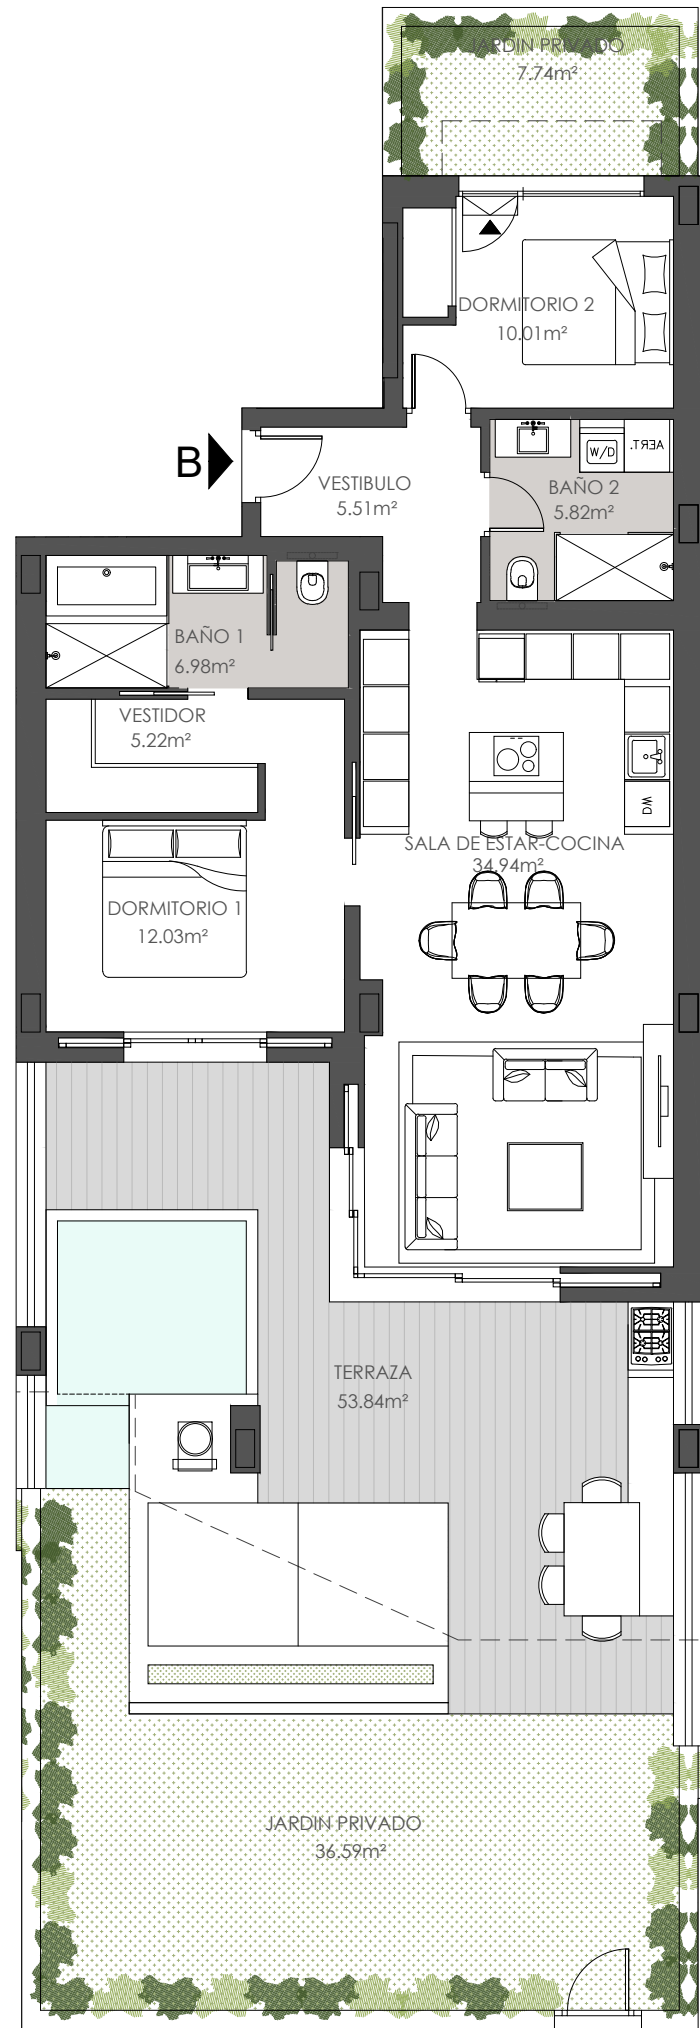 JARDIN PRIVADO
7.74m²
DORMITORIO 2
10.01m²
B
VESTIBULO
5.51m²
W/D
AERT.
BAÑO 2
5.82m²
BAÑO 1
6.98m²
VESTIDOR
5.22m²
DW
SALA DE ESTAR-COCINA
34.94m²
DORMITORIO 1
12.03m²
TERRAZA
53.84m²
JARDIN PRIVADO
36.59m²